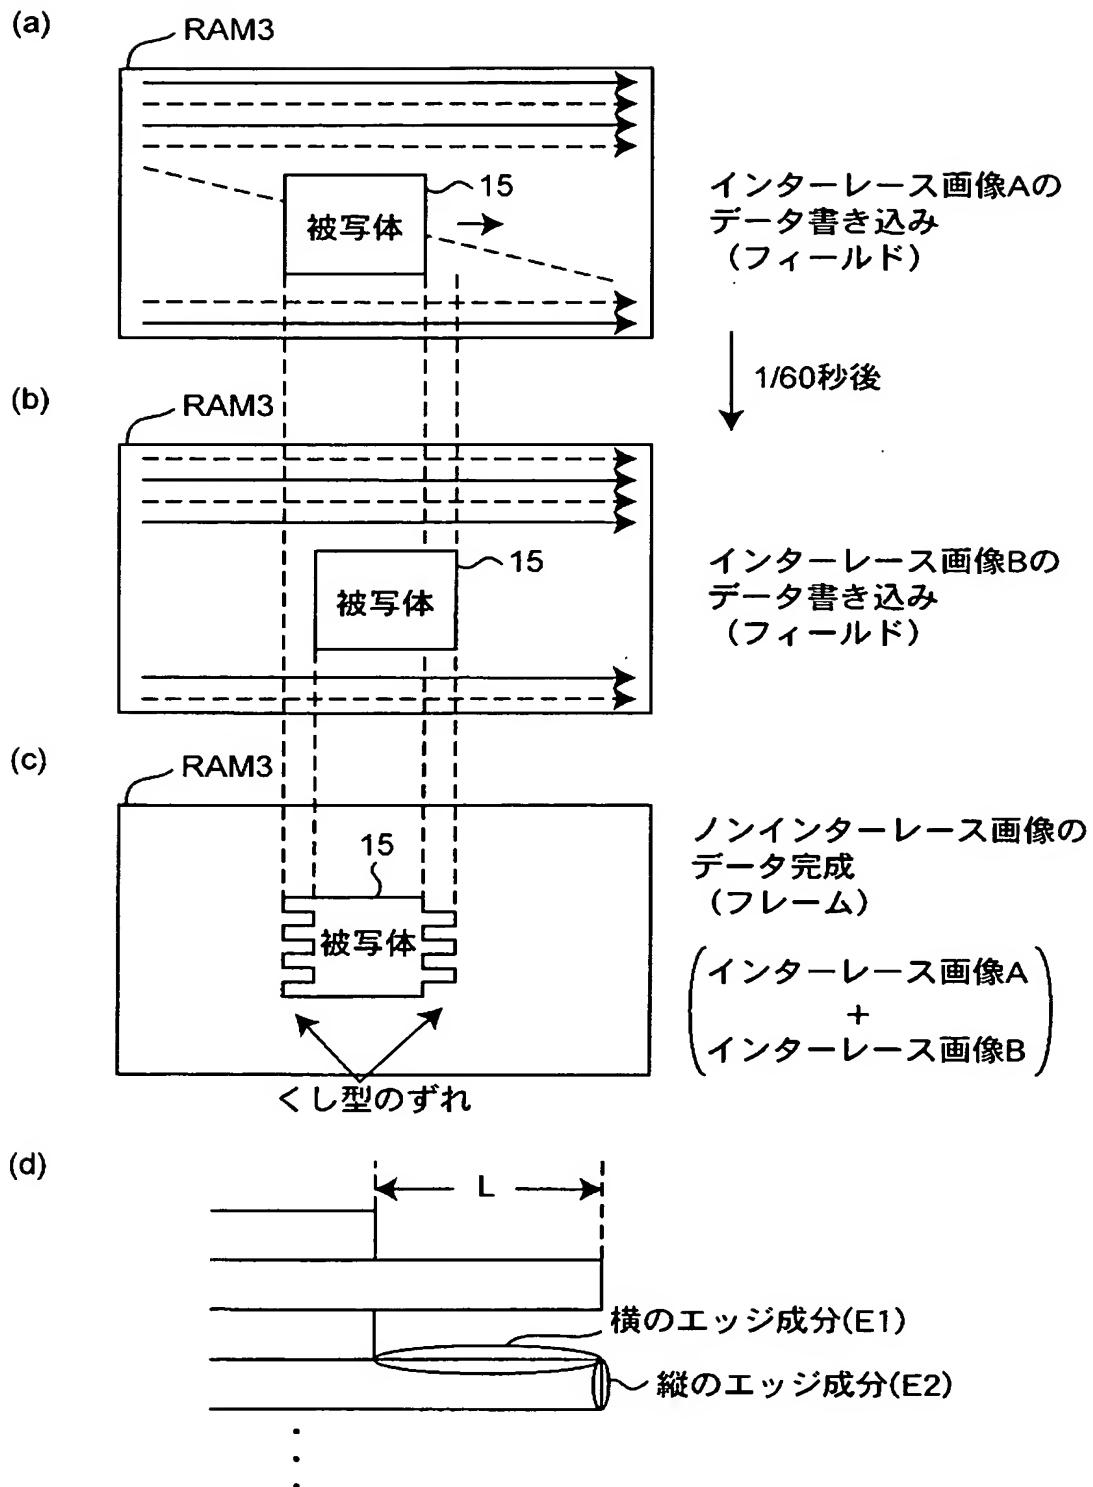 (a)
RAM3
15
被写体
インターレース画像Aの
データ書き込み
(フィールド)
1/60秒後
(b)
RAM3
15
被写体
インターレース画像Bの
データ書き込み
(フィールド)
(c)
RAM3
15
被写体
ノンインターレース画像の
データ完成
(フレーム)
インターレース画像A
+
インターレース画像B
くし型のずれ
(d)
L
横のエッジ成分(E1)
縦のエッジ成分(E2)